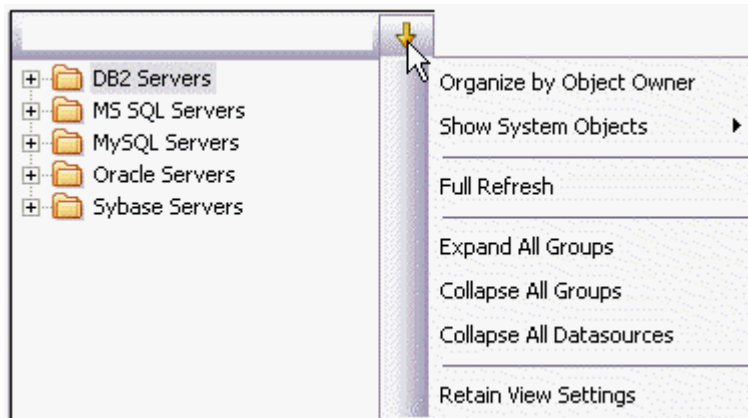 DB2 Servers
MS SQL Servers
MySQL Servers
Oracle Servers
Sybase Servers
Organize by Object Owner
Show System Objects
Full Refresh
Expand All Groups
Collapse All Groups
Collapse All Datasources
Retain View Settings